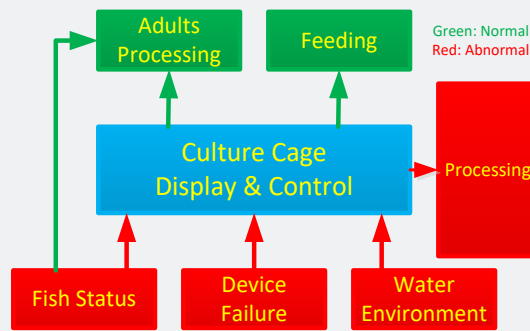 Adults
Processing
Feeding
Green: Normal
Red: Abnormal
Culture Cage
Display & Control
Processing
Fish Status
Device
Failure
Water
Environment